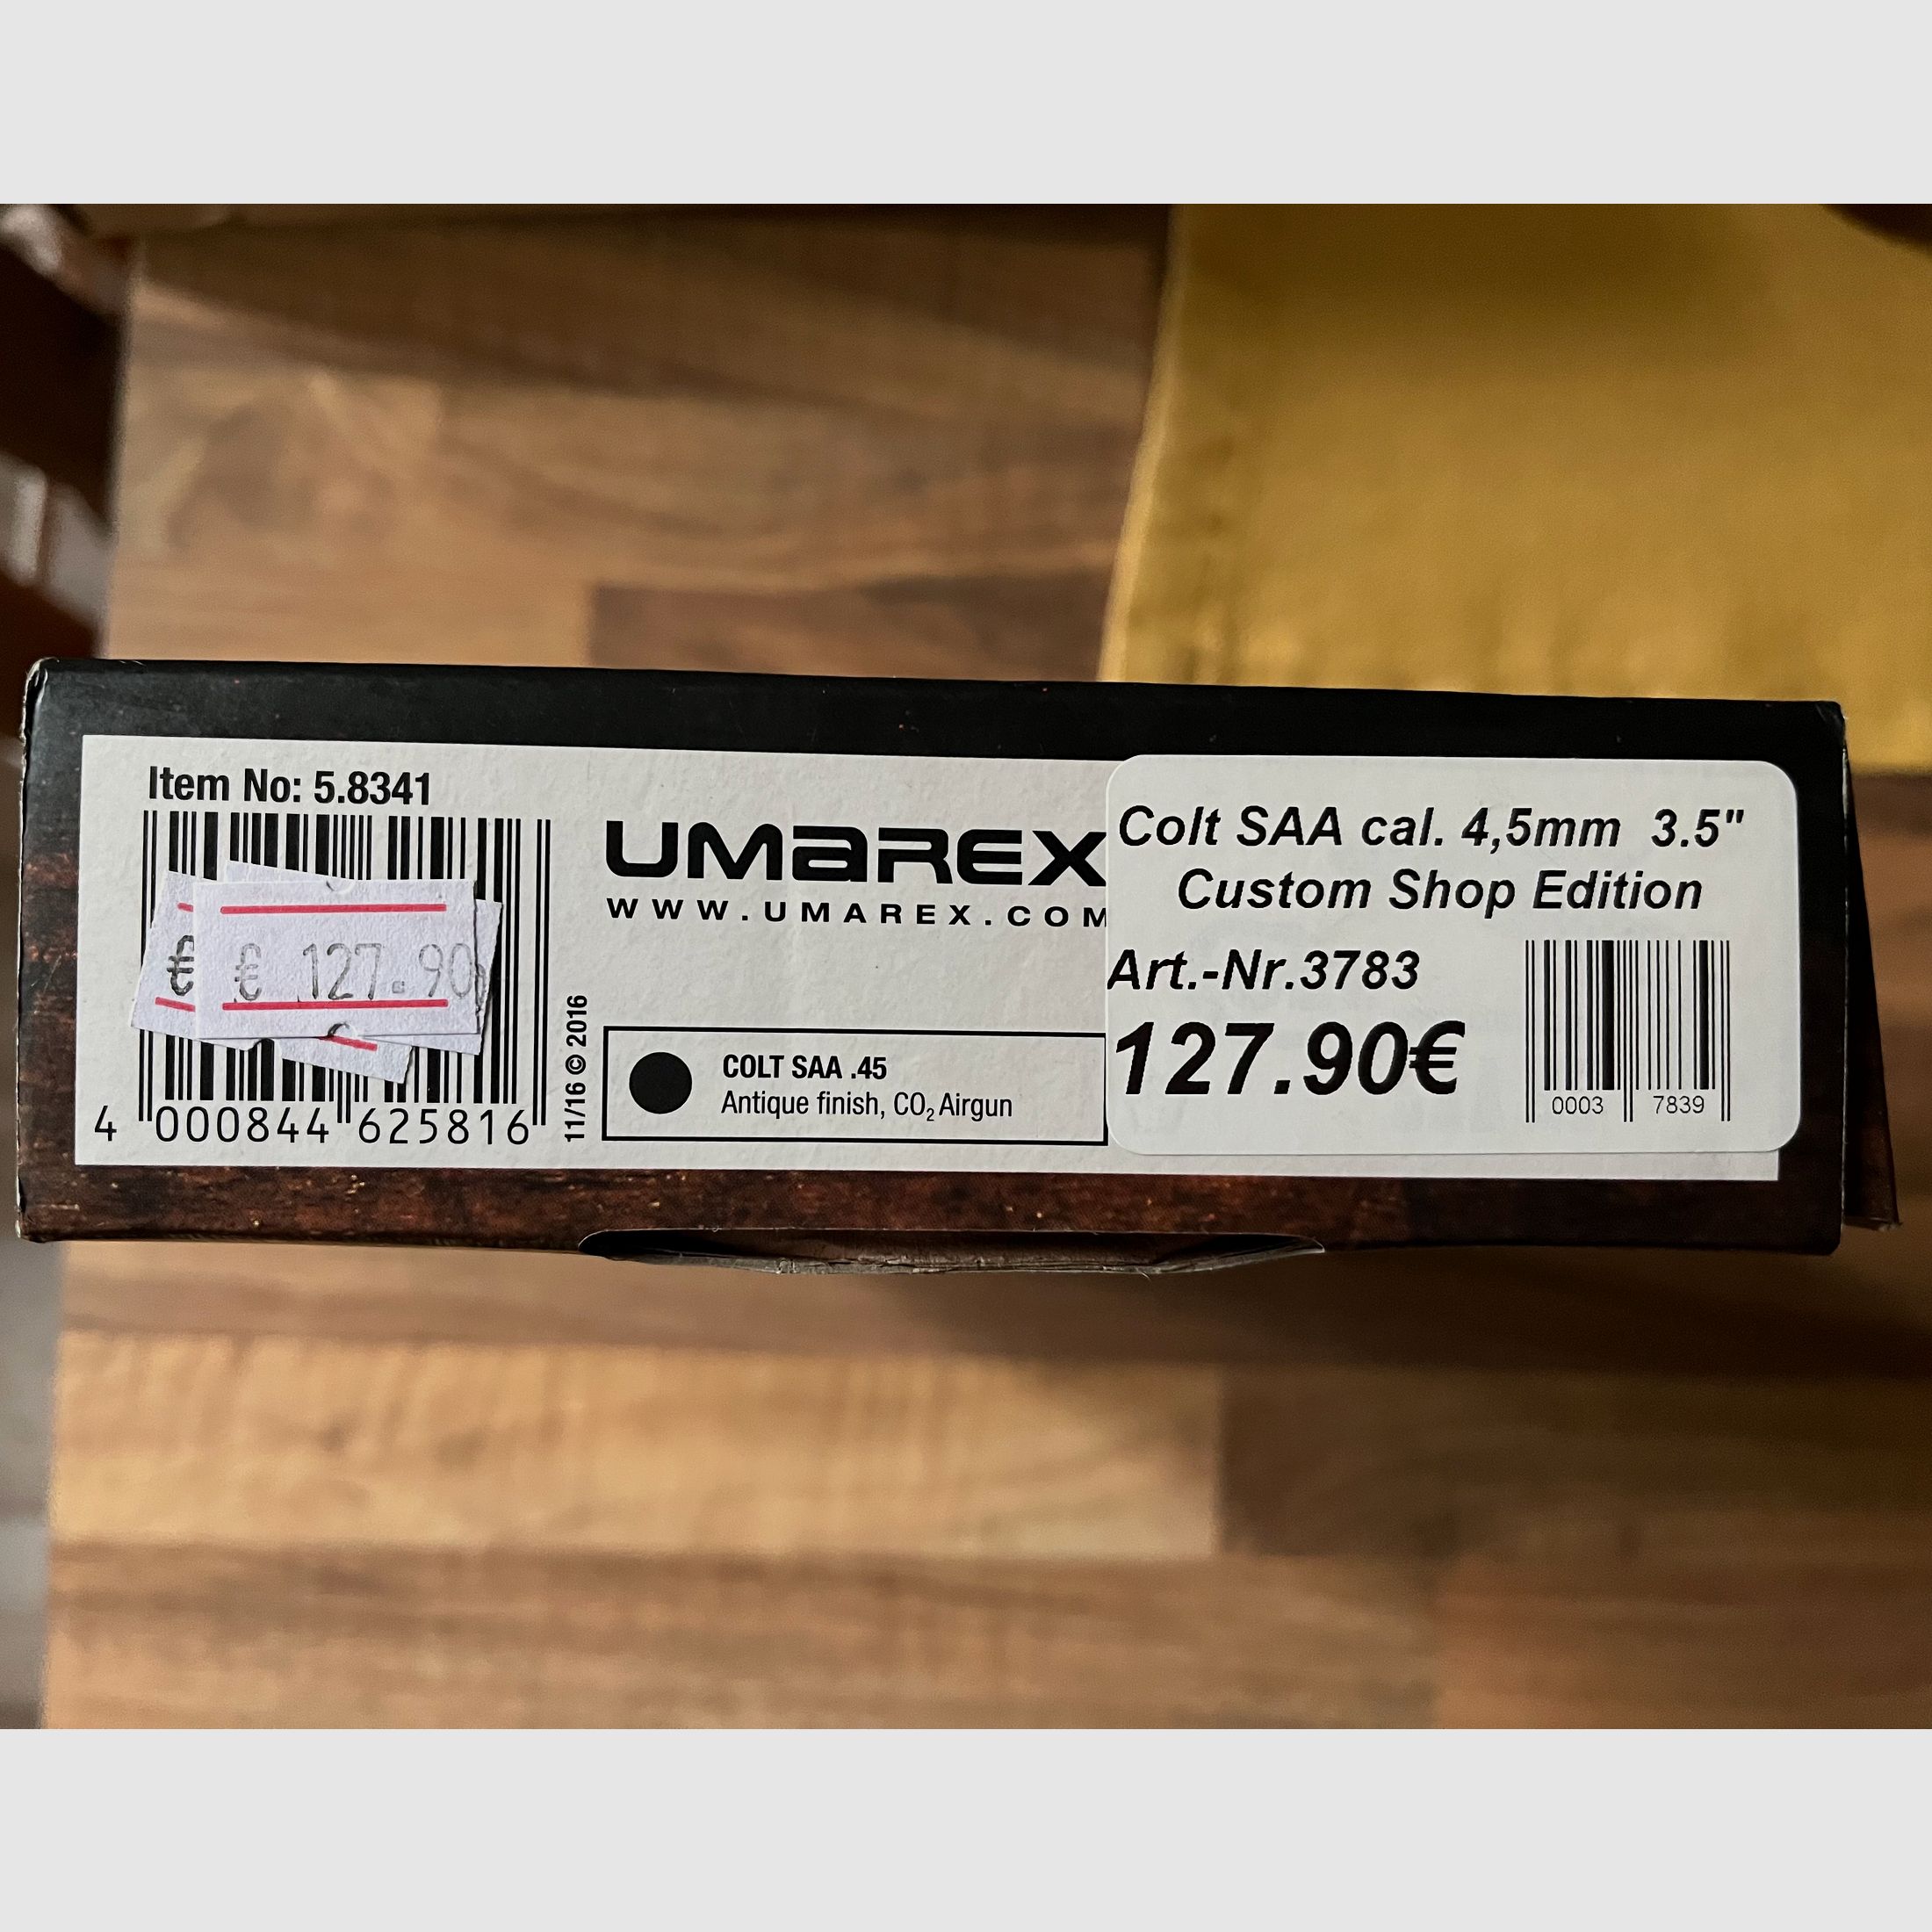 Item No: 5.8341
€ € 127.90
4 000844 625816
11/16 © 2016
UMAREX
WWW.UMAREX.COM
COLT SAA .45
Antique finish, CO₂ Airgun
Colt SAA cal. 4,5mm 3.5"
Custom Shop Edition
Art.-Nr.3783
127.90€
0003 7839